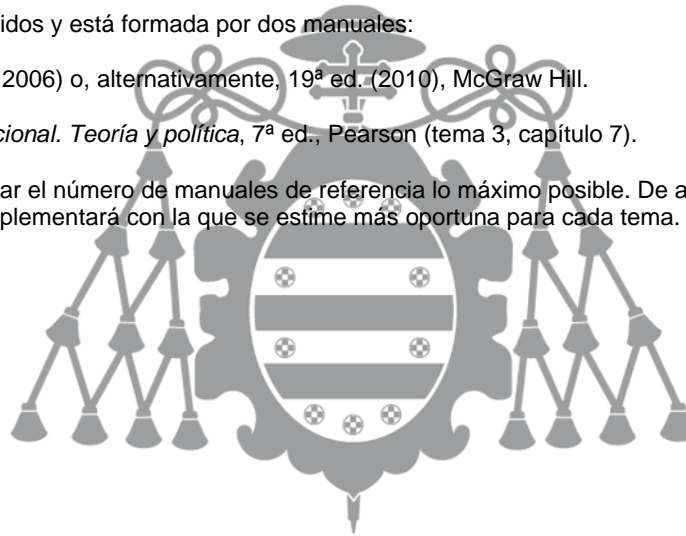 idos y está formada por dos manuales:
2006) o, alternativamente, 19ª ed. (2010), McGraw Hill.
cional. Teoría y política, 7ª ed., Pearson (tema 3, capítulo 7).
ar el número de manuales de referencia lo máximo posible. De a
plementará con la que se estime más oportuna para cada tema.